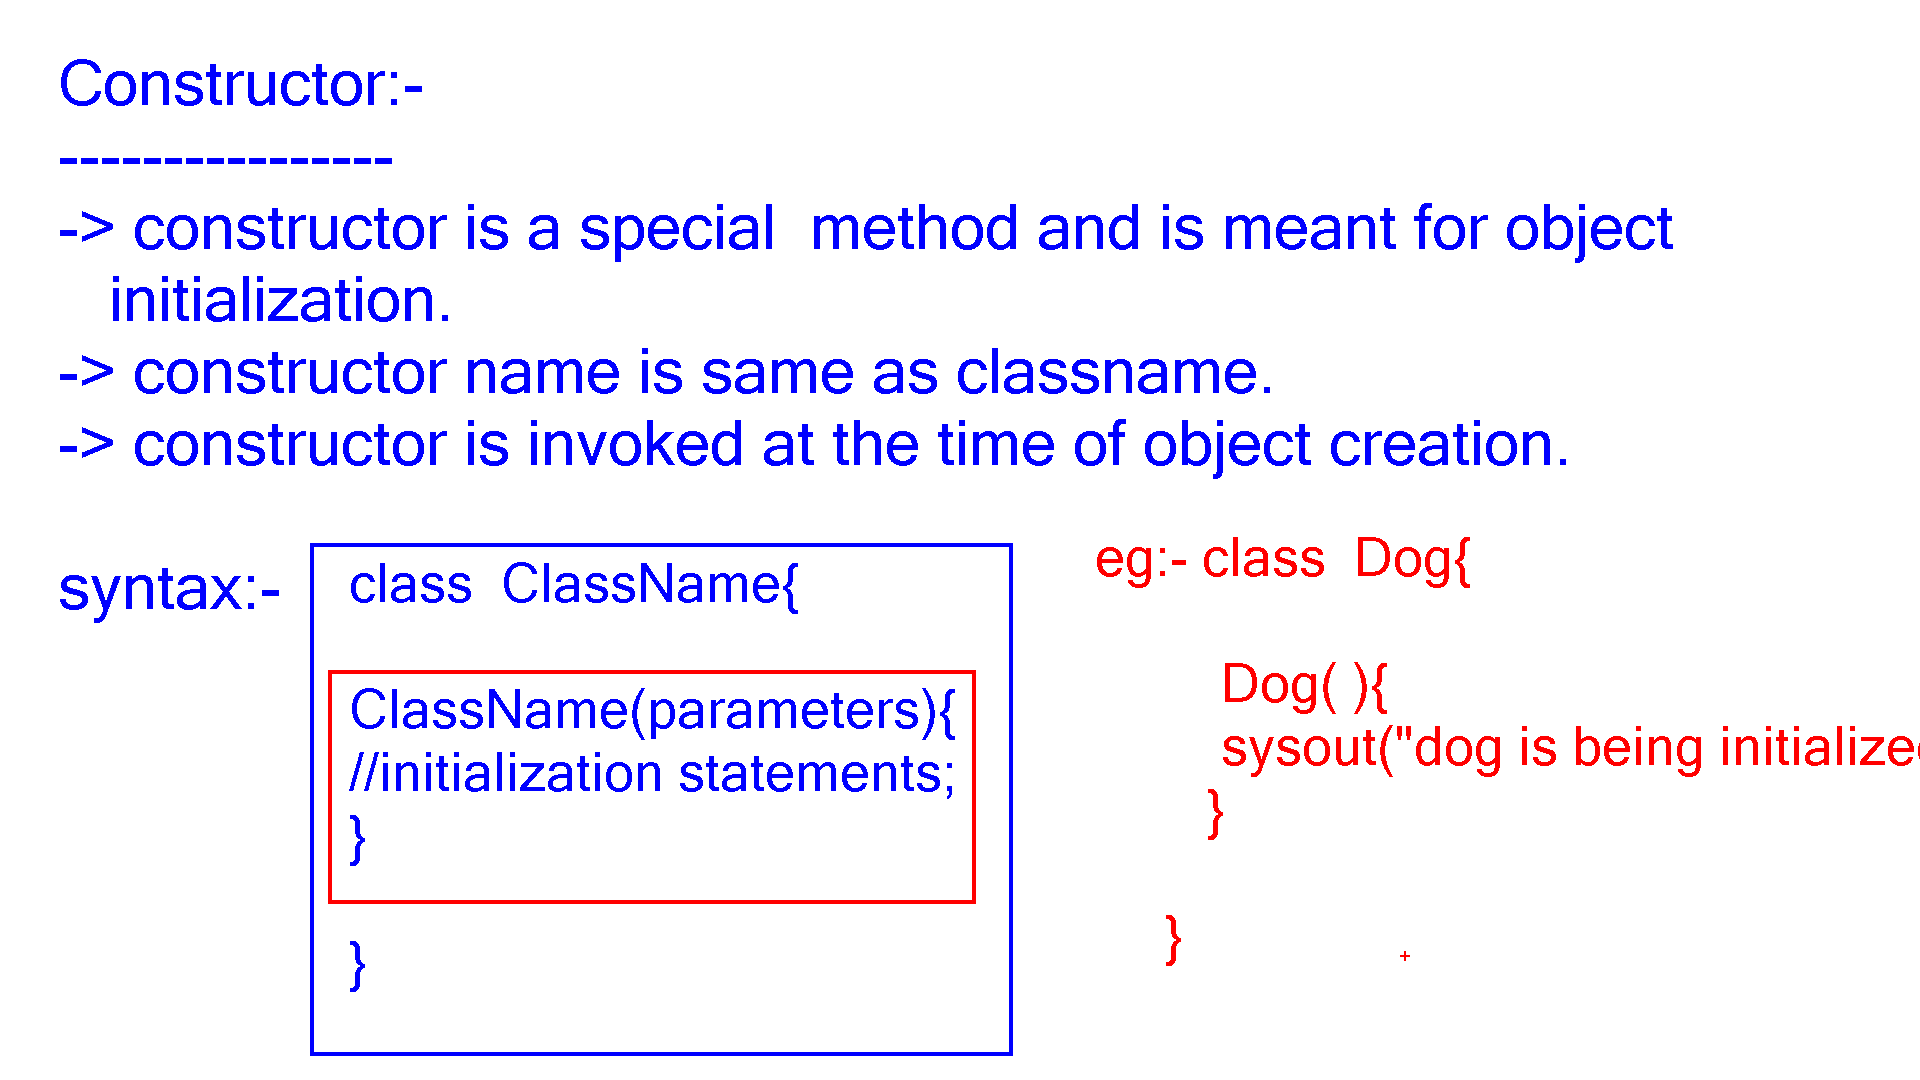 Constructor:-
----------------
-> constructor is a special  method and is meant for object
initialization.
-> constructor name is same as classname.
-> constructor is invoked at the time of object creation.
syntax:-
class  ClassName{
ClassName(parameters){
//initialization statements;
}
}
eg:- class  Dog{
Dog( ){
sysout("dog is being initialize
}
}